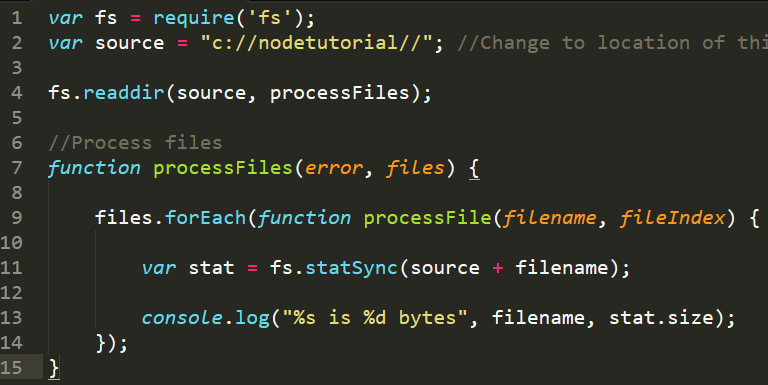 1 var fs = require('fs');
2 var source = "c://nodetutorial//"; //Change to location of
3
4 fs.readdir(source, processFiles);
5
6 //Process files
7 function processFiles(error, files) {
8
9 files.forEach(function processFile(filename, fileIndex) {
10
11 var stat = fs.statSync(source + filename);
12
13 console.log("%s is %d bytes", filename, stat.size);
14 });
15 }